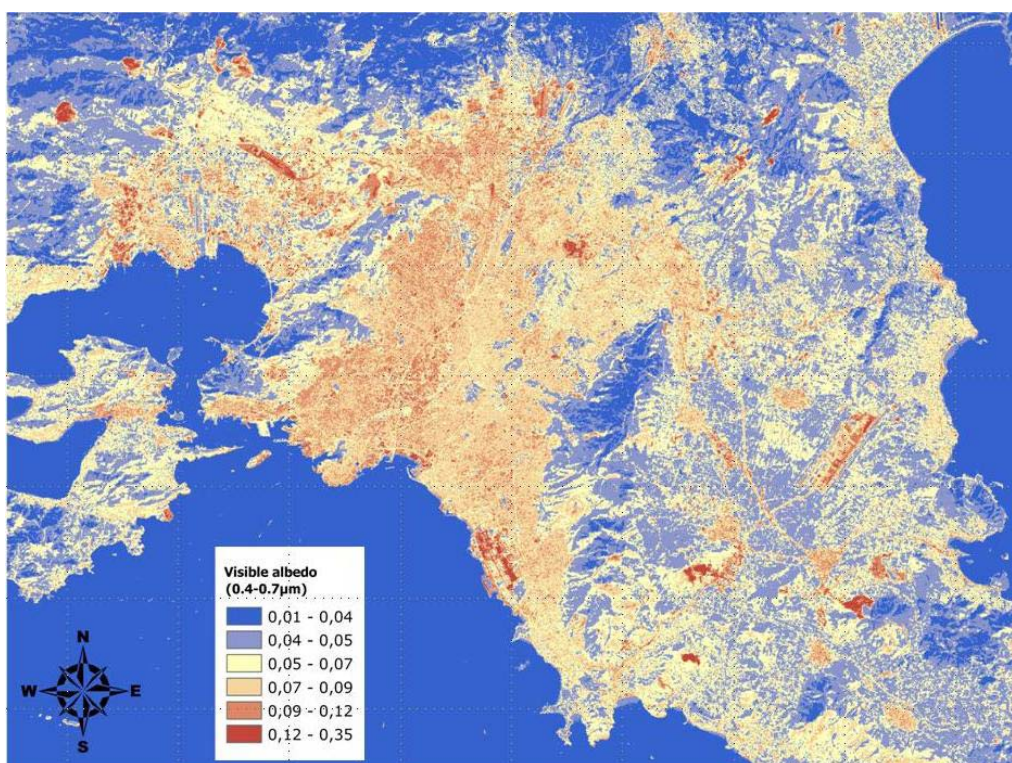 Visible albedo
(0.4-0.7µm)
0,01 - 0,04
0,04 - 0,05
0,05 - 0,07
0,07 - 0,09
0,09 - 0,12
0,12 - 0,35
N
W E
S